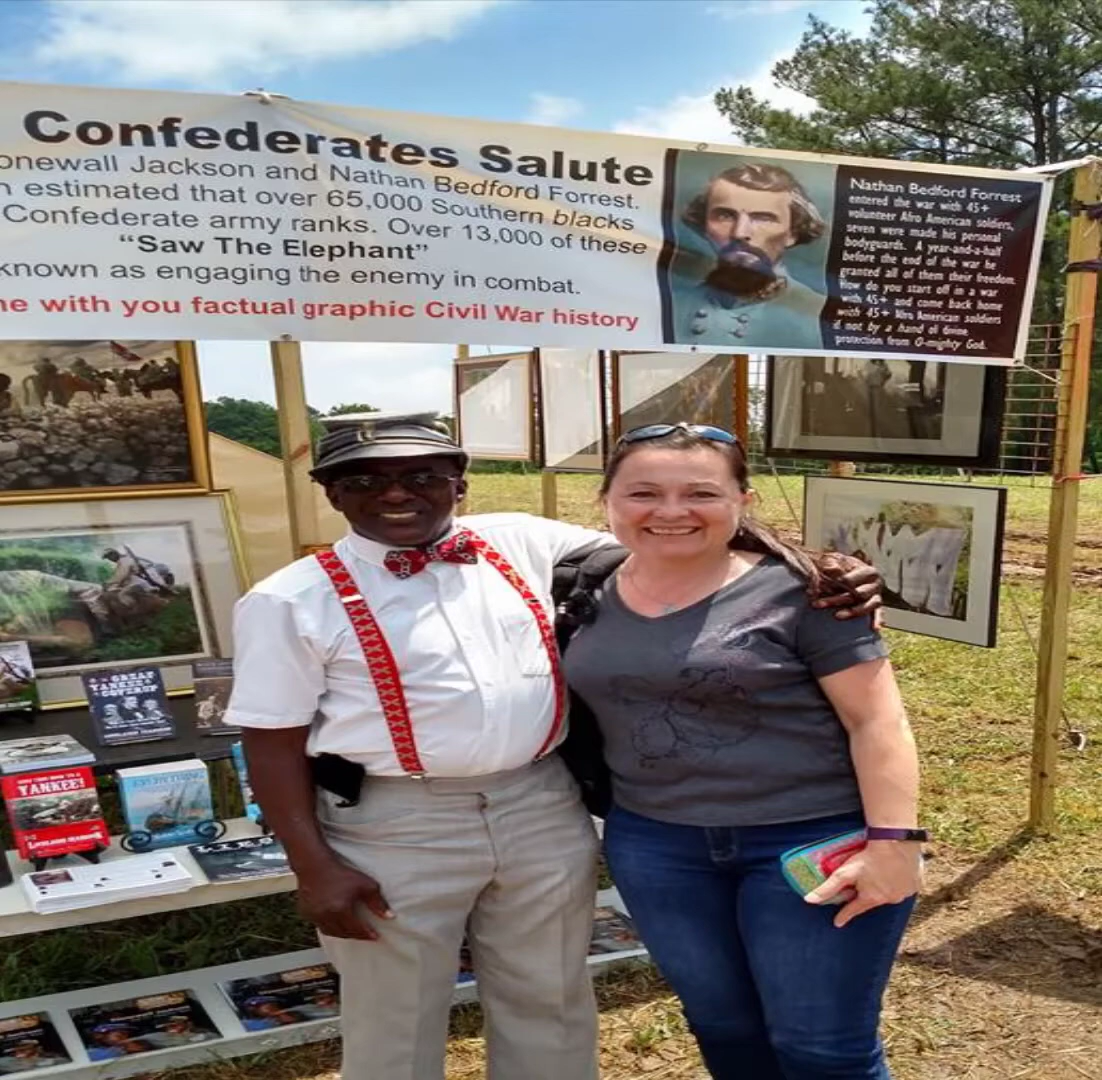 Confederates Salute
onewall Jackson and Nathan Bedford Forrest.
n estimated that over 65,000 Southern blacks
Confederate army ranks. Over 13,000 of these
"Saw The Elephant"
known as engaging the enemy in combat.
ne with you factual graphic Civil War history
Nathan Bedford Forrest
entered the war with 45+
volunteer Afro American soldiers,
seven were made his personal
bodyguards. A year-and-a-half
before the end of the war he
granted all of them their freedom.
How do you start off in a war
with 45+ and come back home
with 45+ Afro American soldiers
if not by a hand of divine
protection from O-mighty God.
GREAT
YANKEE
COVERUP
YANKEE!
LIES